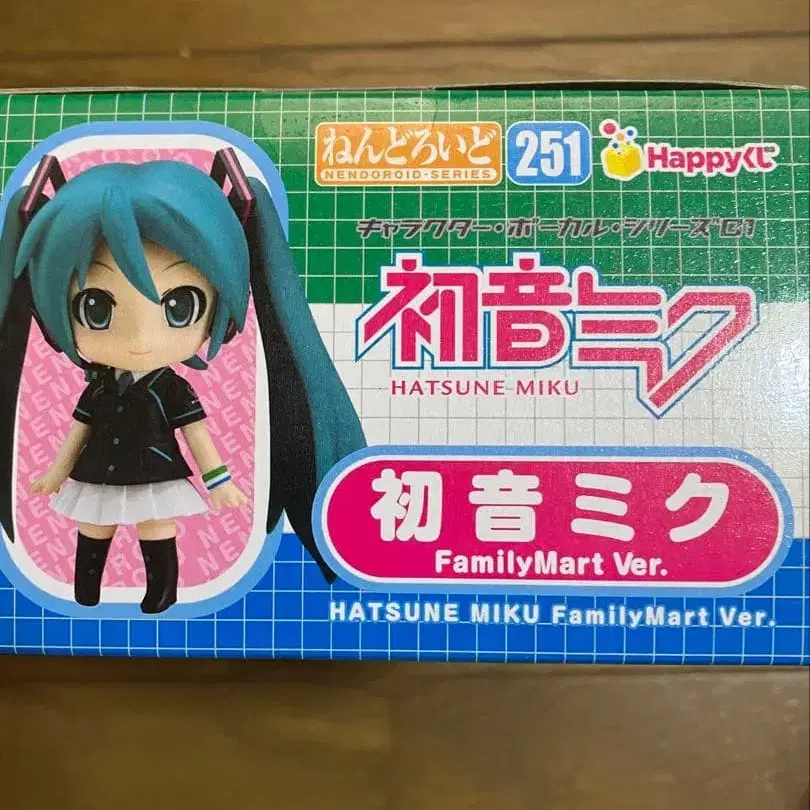 ねんどろいど
NENDOROID·SERIES
251
Happyくじ
キャラクター・ボーカル・シリーズ01
初音ミク
HATSUNE MIKU
初音ミク
FamilyMart Ver.
HATSUNE MIKU FamilyMart Ver.